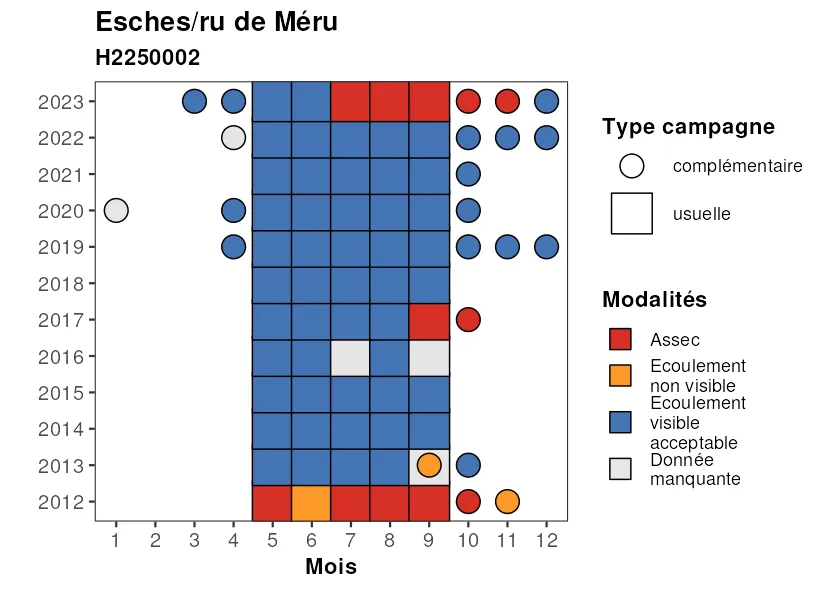 Esches/ru de Méru
H2250002
2023
2022
2021
2020
2019
2018
2017
2016
2015
2014
2013
2012
1 2 3 4 5 6 7 8 9 10 11 12
Mois
Type campagne
complémentaire
usuelle
Modalités
Assec
Ecoulement
non visible
Ecoulement
visible
acceptable
Donnée
manquante